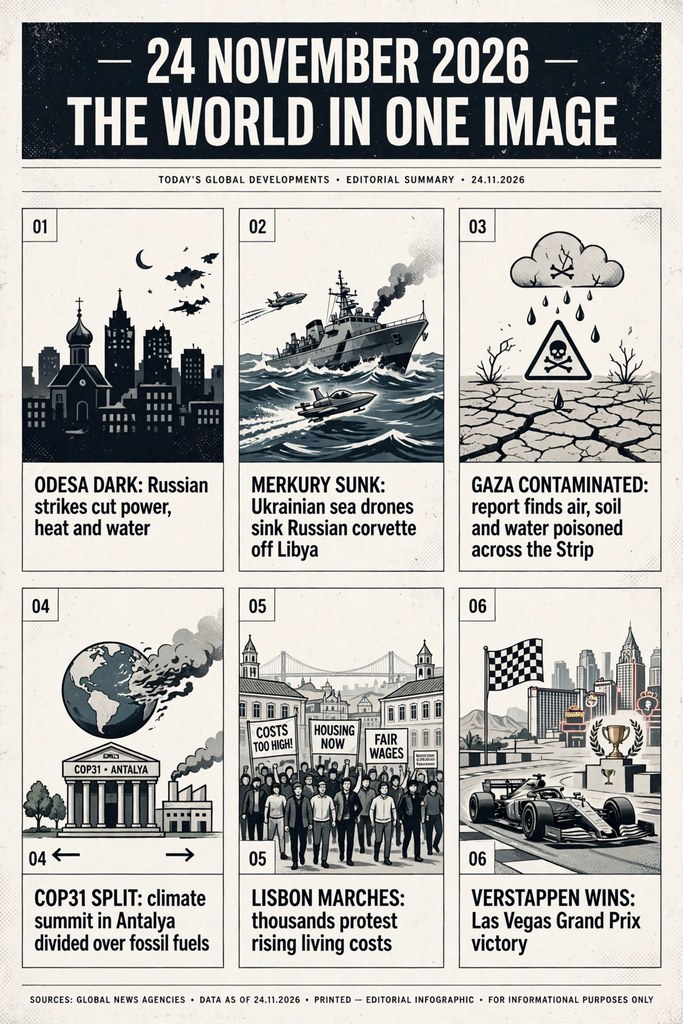 — 24 NOVEMBER 2026 —
THE WORLD IN ONE IMAGE
TODAY'S GLOBAL DEVELOPMENTS • EDITORIAL SUMMARY • 24.11.2026
01
ODESA DARK: Russian
strikes cut power,
heat and water
02
MERKURY SUNK:
Ukrainian sea drones
sink Russian corvette
off Libya
03
GAZA CONTAMINATED:
report finds air, soil
and water poisoned
across the Strip
04
COP31 • ANTALYA
04
COP31 SPLIT: climate
summit in Antalya
divided over fossil fuels
05
COSTS
TOO HIGH!
HOUSING
NOW
FAIR
WAGES
05
LISBON MARCHES:
thousands protest
rising living costs
06
06
VERSTAPPEN WINS:
Las Vegas Grand Prix
victory
SOURCES: GLOBAL NEWS AGENCIES • DATA AS OF 24.11.2026 • PRINTED — EDITORIAL INFOGRAPHIC • FOR INFORMATIONAL PURPOSES ONLY